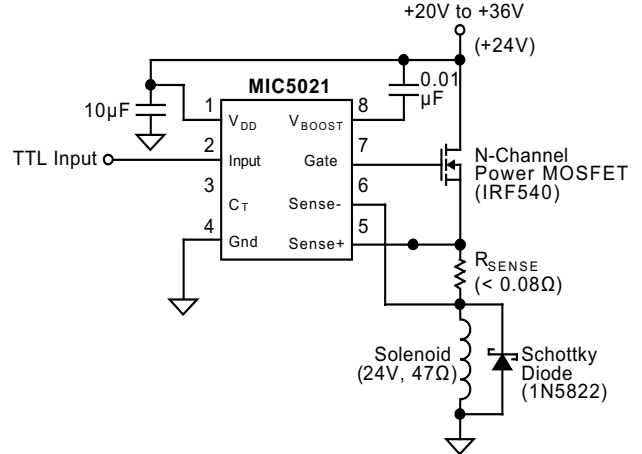 +20V to +36V
(+24V)
MIC5021
10µF
0.01
µF
1
VDD
VBOOST
8
2
TTL Input
Input
Gate
7
N-Channel
Power MOSFET
(IRF540)
3
CT
Sense-
6
4
Gnd
Sense+
5
RSENSE
(< 0.08Ω)
Solenoid
(24V, 47Ω)
Schottky
Diode
(1N5822)